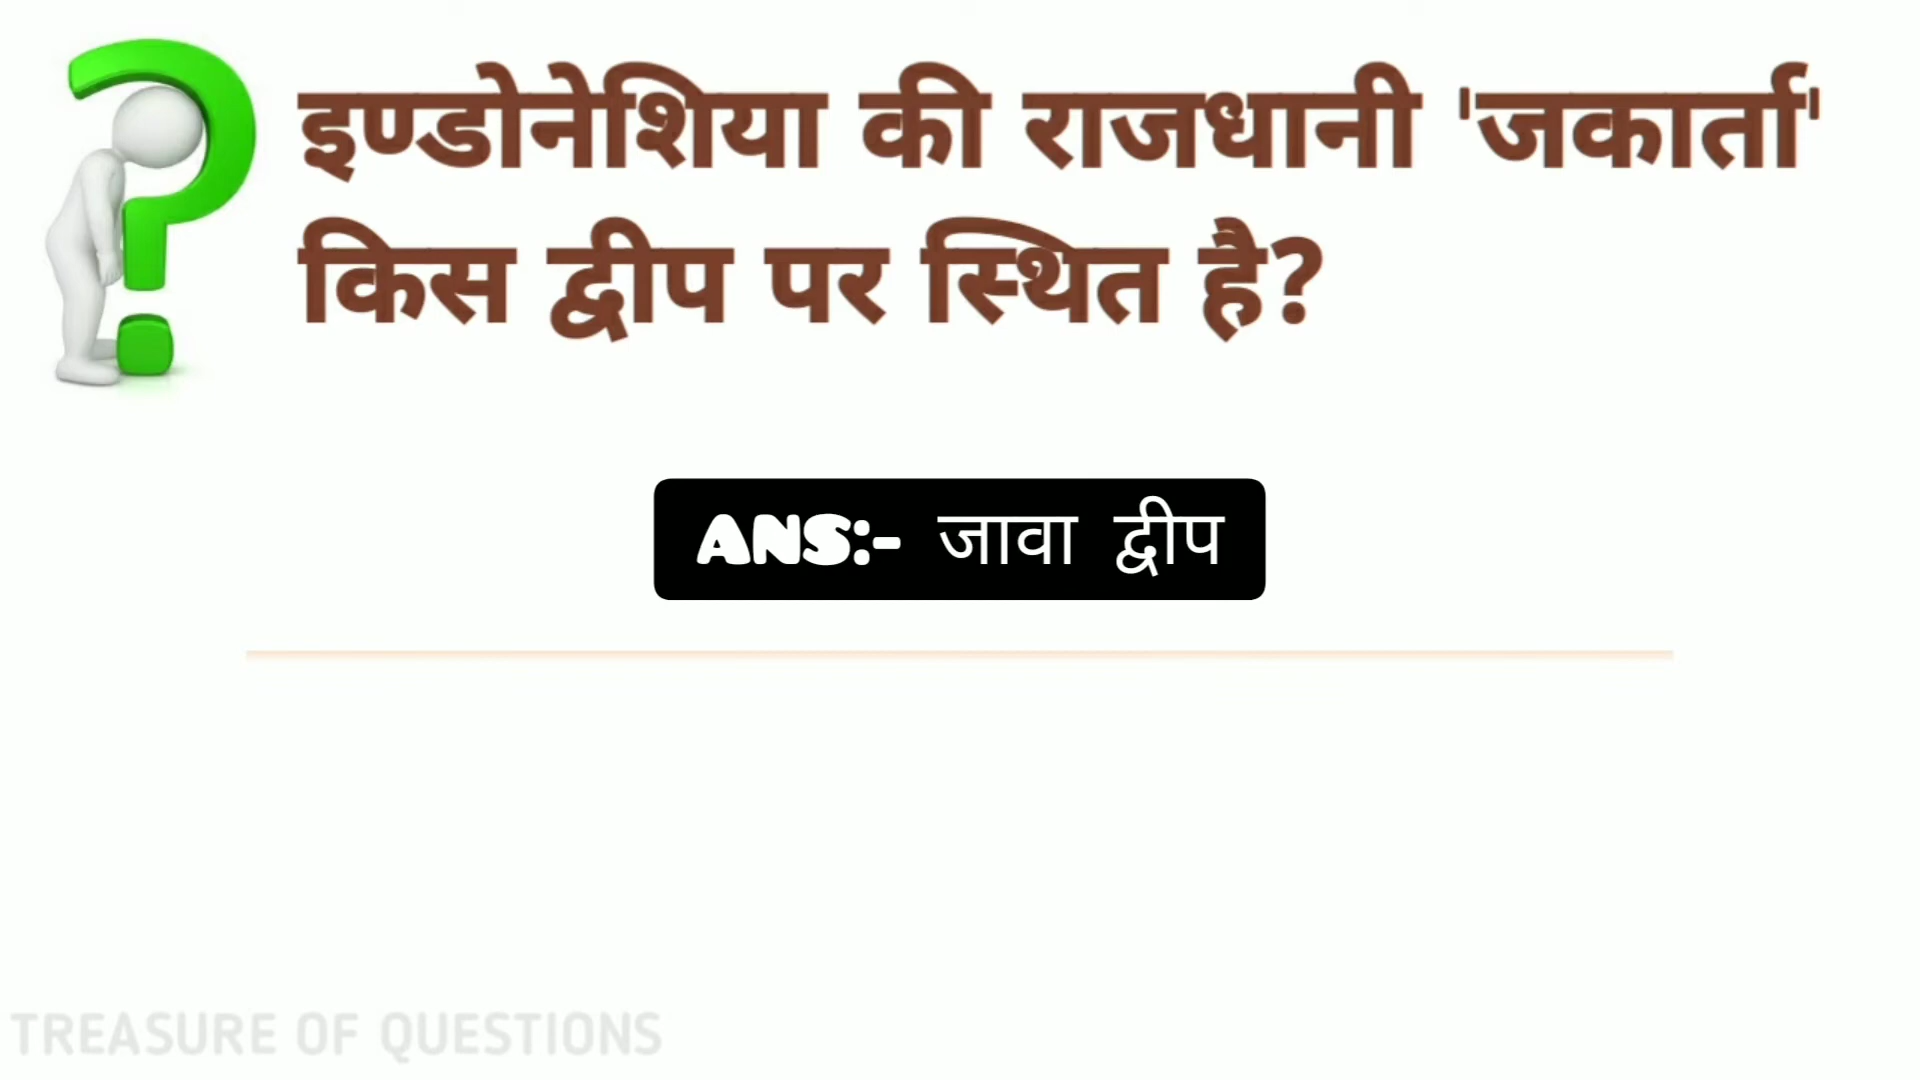 इण्डोनेशिया की राजधानी 'जकार्ता'
किस द्वीप पर स्थित है?
ANS:- जावा द्वीप
TREASURE OF QUESTIONS